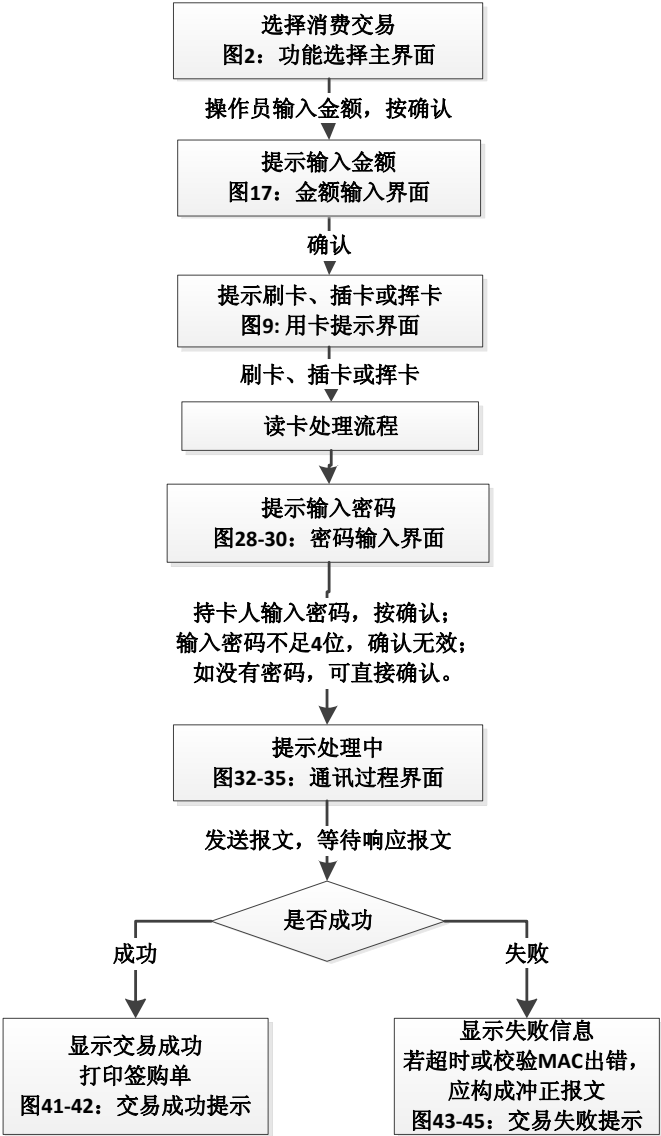 选择消费交易
图2：功能选择主界面
操作员输入金额，按确认
提示输入金额
图17：金额输入界面
确认
提示刷卡、插卡或挥卡
图9: 用卡提示界面
刷卡、插卡或挥卡
读卡处理流程
提示输入密码
图28-30：密码输入界面
持卡人输入密码，按确认；
输入密码不足4位，确认无效；
如没有密码，可直接确认。
提示处理中
图32-35：通讯过程界面
发送报文，等待响应报文
是否成功
成功
失败
显示交易成功
打印签购单
图41-42：交易成功提示
显示失败信息
若超时或校验MAC出错，
应构成冲正报文
图43-45：交易失败提示